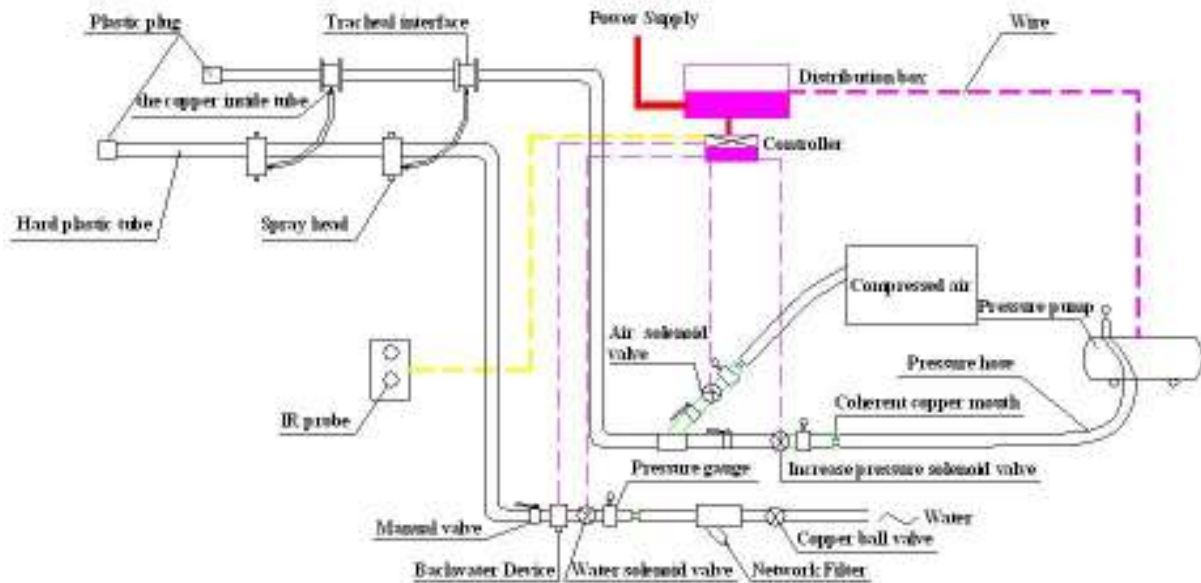 Power Supply
Plastic plug
Tracheal interface
Wire
Distribution box
the copper inside tube
Controller
Hard plastic tube
Spray head
Compressed air
Pressure pump
Air solenoid
valve
Pressure hose
Coherent copper mouth
IR probe
Pressure gauge
Increase pressure solenoid valve
Manual valve
Water
Copper ball valve
Backwater Device
Water solenoid valve
Network Filter